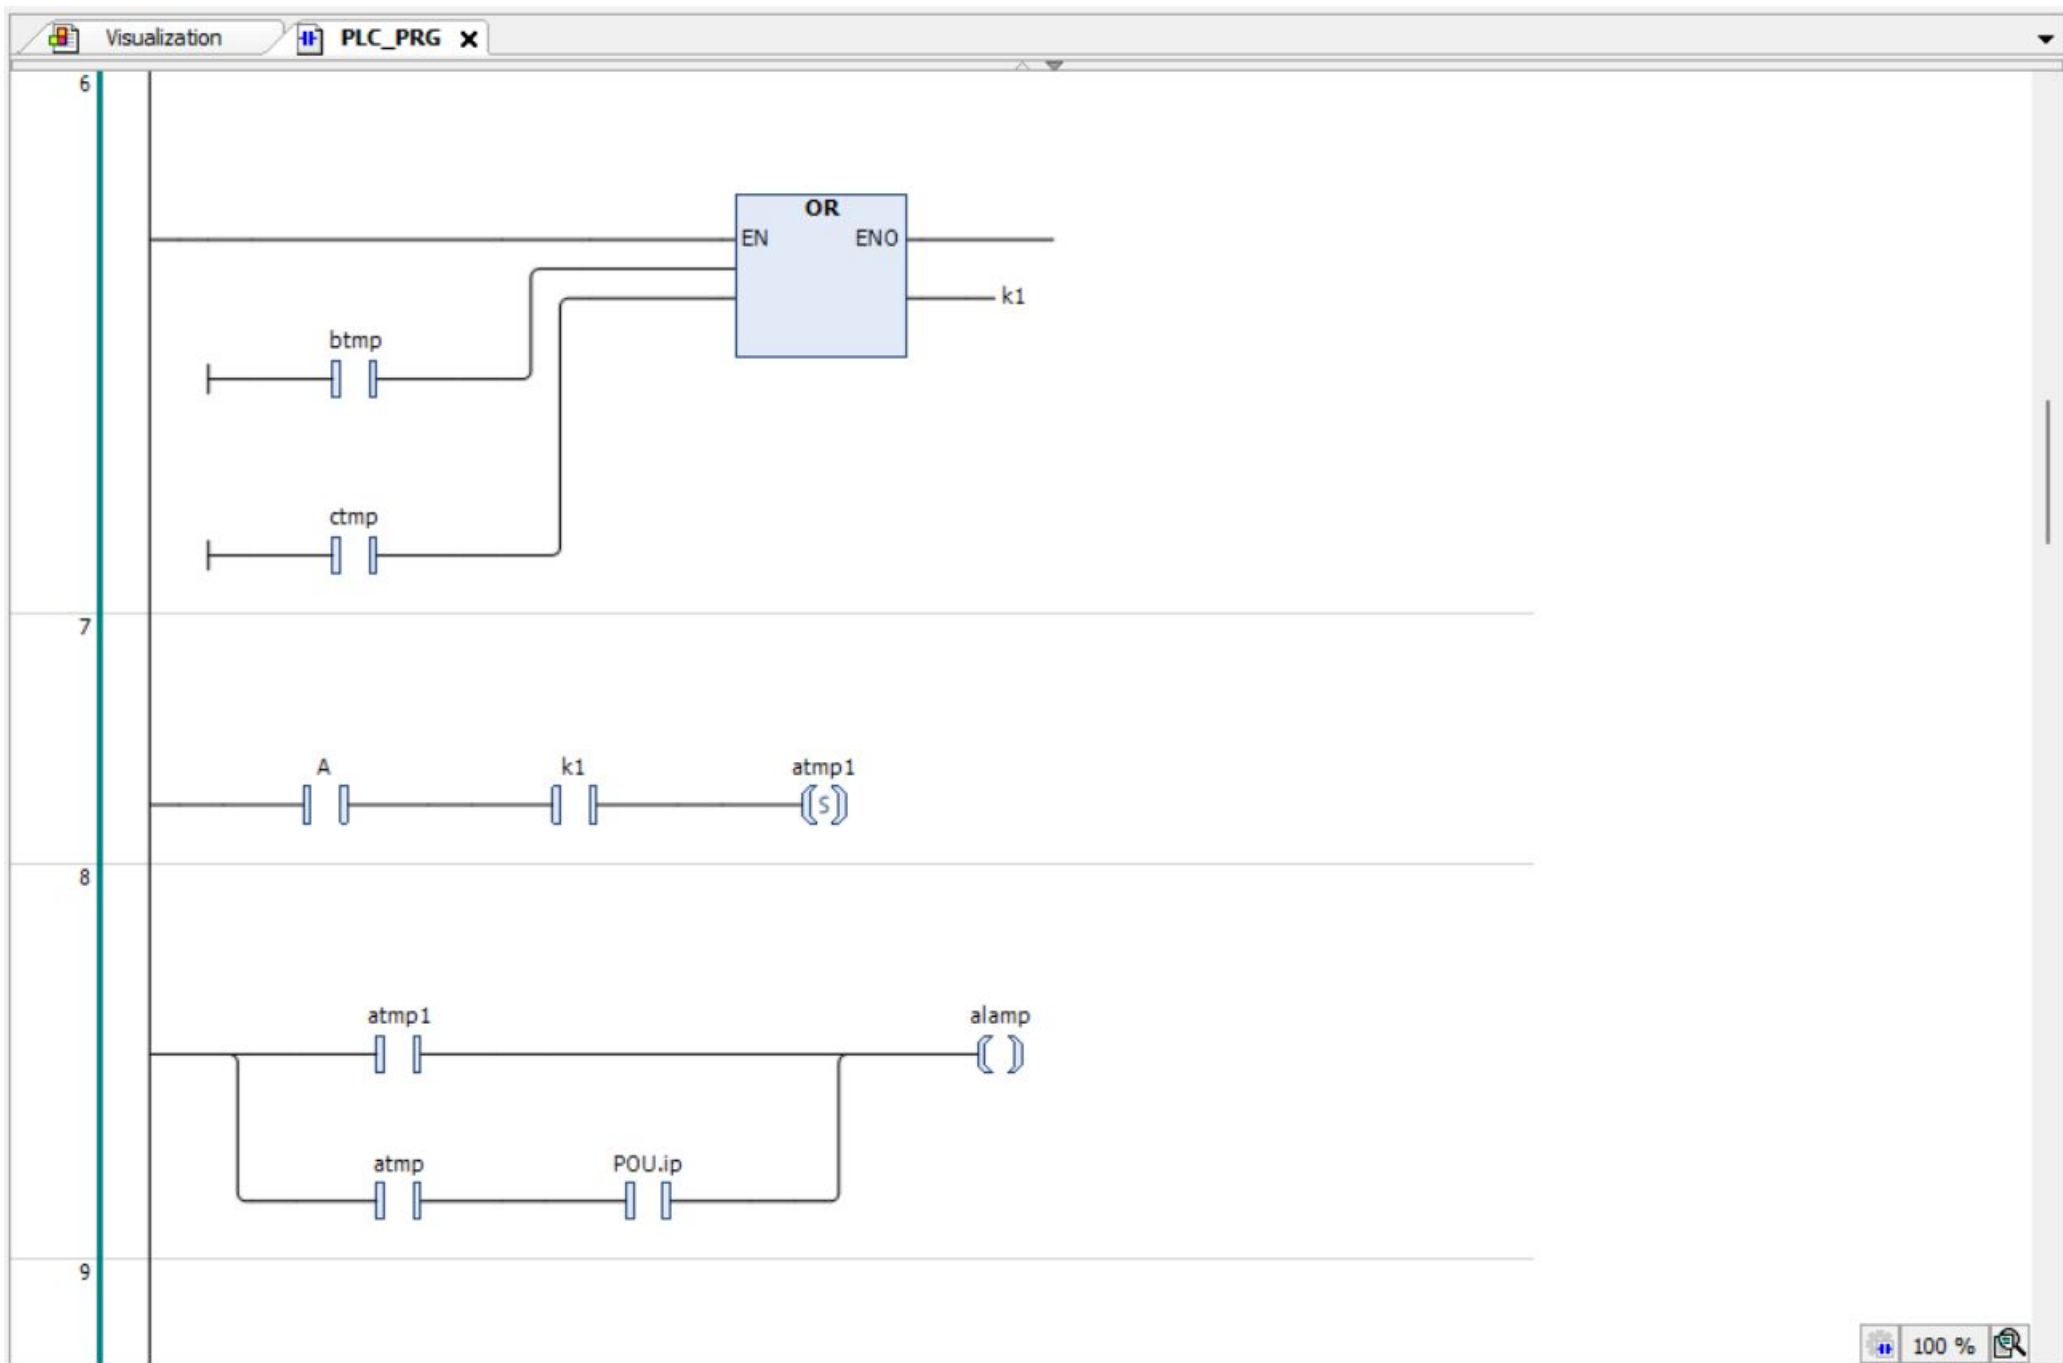 Visualization PLC_PRG
6
OR
EN ENO
k1
btmp
ctmp
7
A k1 atmp1
S
8
atmp1 alamp
atmp POU.ip
9
100 %